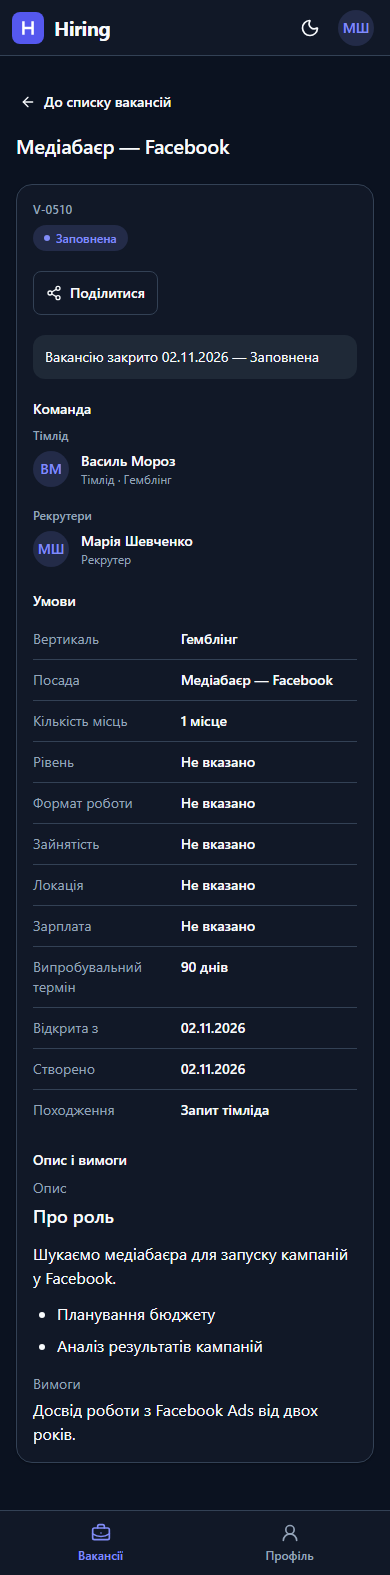 H Hiring МШ
До списку вакансій
Медіабаєр — Facebook
V-0510
Заповнена
Поділитися
Вакансію закрито 02.11.2026 — Заповнена
Команда
Тімлід
ВМ Василь Мороз
Тімлід · Гемблінг
Рекрутери
МШ Марія Шевченко
Рекрутер
Умови
Вертикаль Гемблінг
Посада Медіабаєр — Facebook
Кількість місць 1 місце
Рівень Не вказано
Формат роботи Не вказано
Зайнятість Не вказано
Локація Не вказано
Зарплата Не вказано
Випробувальний 90 днів
термін
Відкрита з 02.11.2026
Створено 02.11.2026
Походження Запит тімліда
Опис і вимоги
Опис
Про роль
Шукаємо медіабаєра для запуску кампаній
у Facebook.
• Планування бюджету
• Аналіз результатів кампаній
Вимоги
Досвід роботи з Facebook Ads від двох
років.
Вакансії Профіль